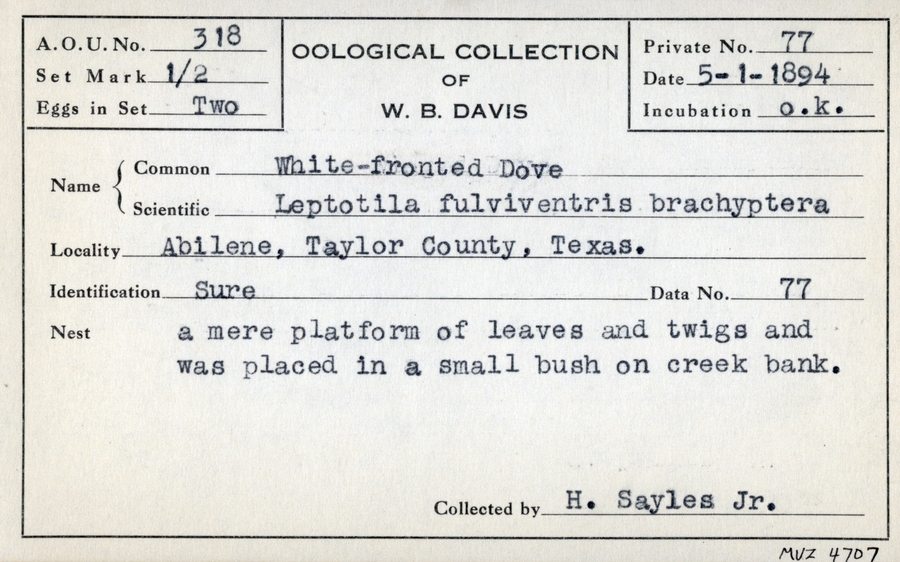 A.O.U. No. 318
Set Mark 1/2
Eggs in Set Two
OOLOGICAL COLLECTION
OF
W. B. DAVIS
Private No. 77
Date 5-1-1894
Incubation o.k.
Name
Common White-fronted Dove
Scientific Leptotila fulviventris brachyptera
Locality Abilene, Taylor County, Texas.
Identification Sure Data No. 77
Nest a mere platform of leaves and twigs and
was placed in a small bush on creek bank.
Collected by H. Sayles Jr.
MVZ 4707